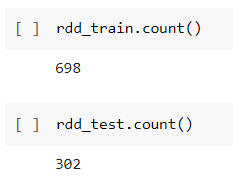 [ ] rdd_train.count()
698
[ ] rdd_test.count()
302